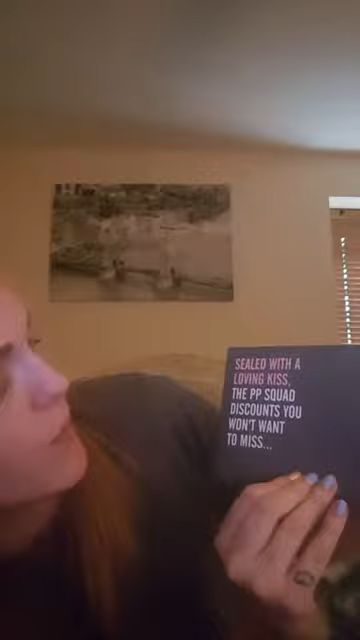 SEALED WITH A
LOVING KISS,
THE PP SQUAD
DISCOUNTS YOU
WON'T WANT
TO MISS...